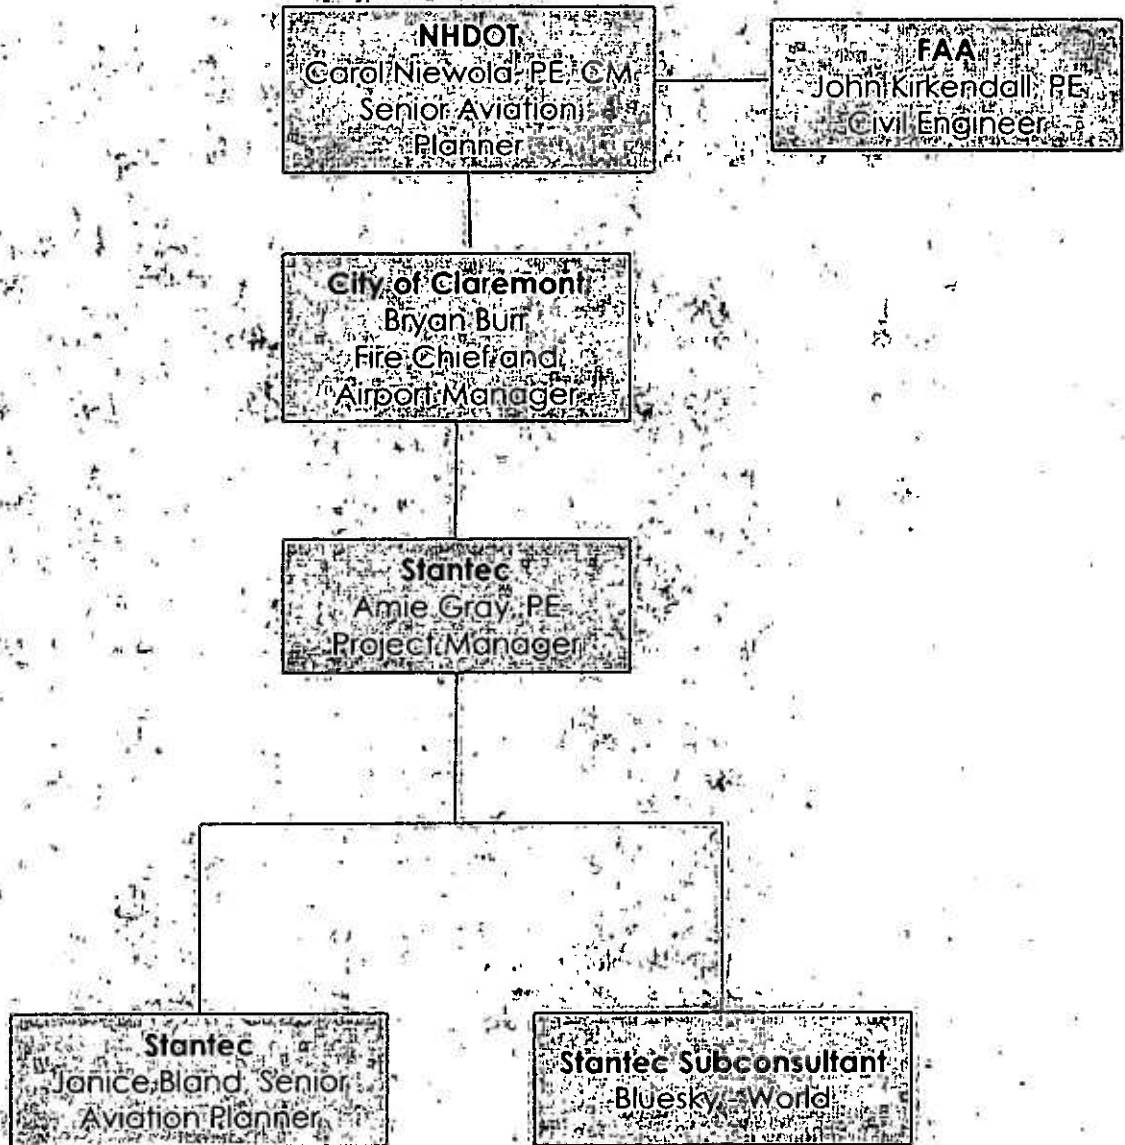 NHDOT
Carol Niewola, PE, CM
Senior Aviation
Planner
FAA
John Kirkendall, PE
Civil Engineer
City of Claremont
Bryan Burr
Fire Chief and
Airport Manager
Stantec
Amie Gray, PE
Project Manager
Stantec
Janice Bland, Senior
Aviation Planner
Stantec Subconsultant
Bluesky - World